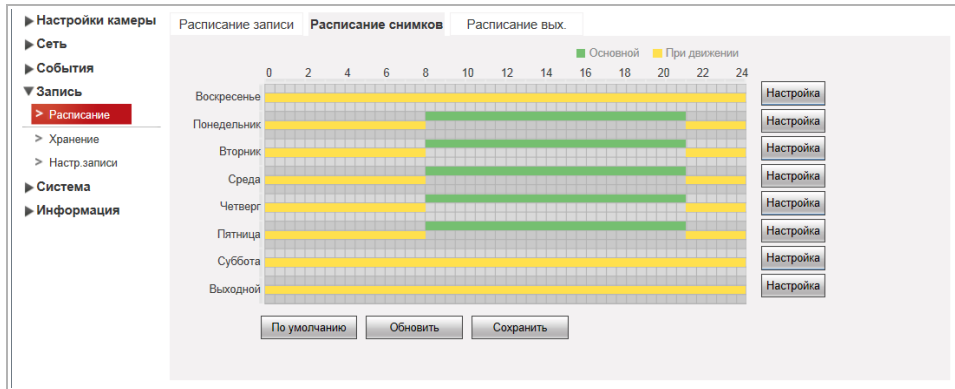 Настройки камеры
Сеть
События
Запись
> Расписание
> Хранение
> Настр.записи
Система
Информация
Расписание записи Расписание снимков Расписание вых.
Основной При движении
0 2 4 6 8 10 12 14 16 18 20 22 24
Воскресенье Настройка
Понедельник Настройка
Вторник Настройка
Среда Настройка
Четверг Настройка
Пятница Настройка
Суббота Настройка
Выходной Настройка
По умолчанию Обновить Сохранить